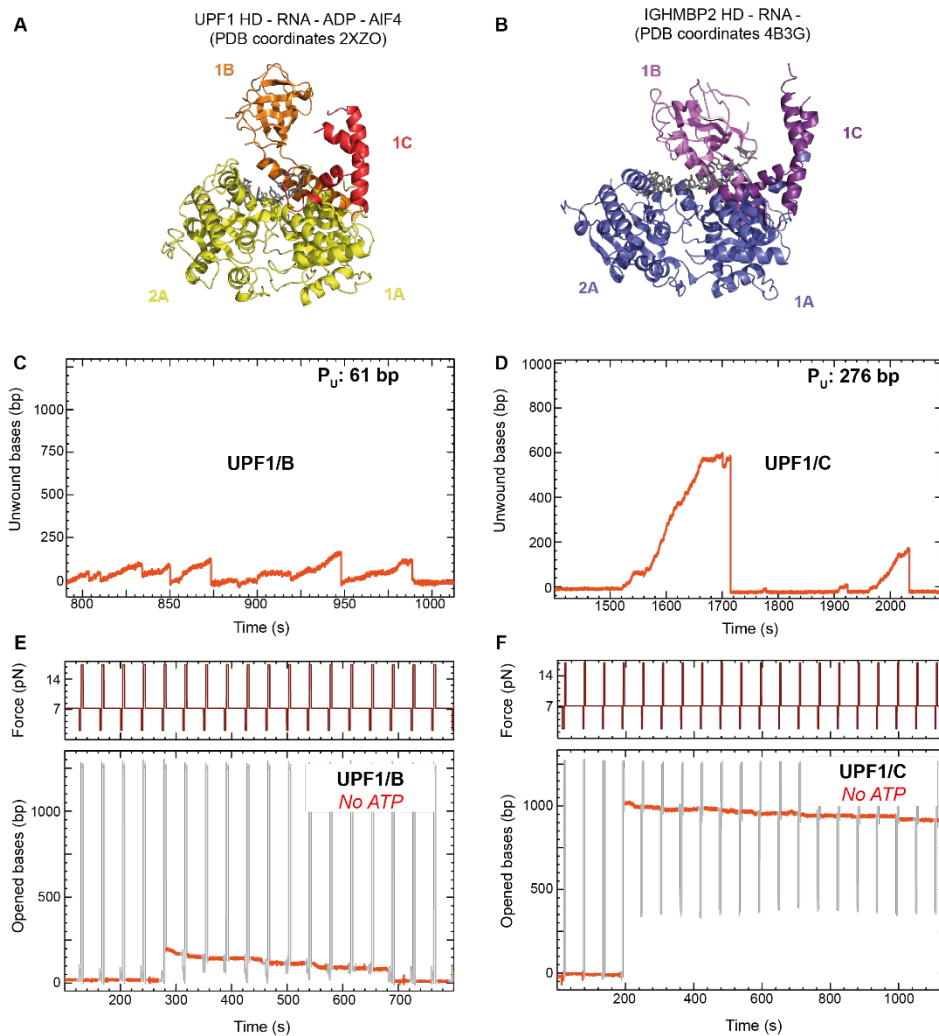 A
UPF1 HD - RNA - ADP - AlF4
(PDB coordinates 2XZO)
1B
1C
2A
1A
B
IGHMBP2 HD - RNA -
(PDB coordinates 4B3G)
1B
1C
2A
1A
C
PU: 61 bp
UPF1/B
Unwound bases (bp)
1000
750
500
250
0
800
850
900
950
1000
Time (s)
D
PU: 276 bp
UPF1/C
Unwound bases (bp)
1000
800
600
400
200
0
1500
1600
1700
1800
1900
2000
Time (s)
E
Force (pN)
14
7
UPF1/B
No ATP
Opened bases (bp)
1000
500
250
0
200
300
400
500
600
700
Time (s)
F
Force (pN)
14
7
UPF1/C
No ATP
Opened bases (bp)
1000
500
0
0
200
400
600
800
1000
Time (s)